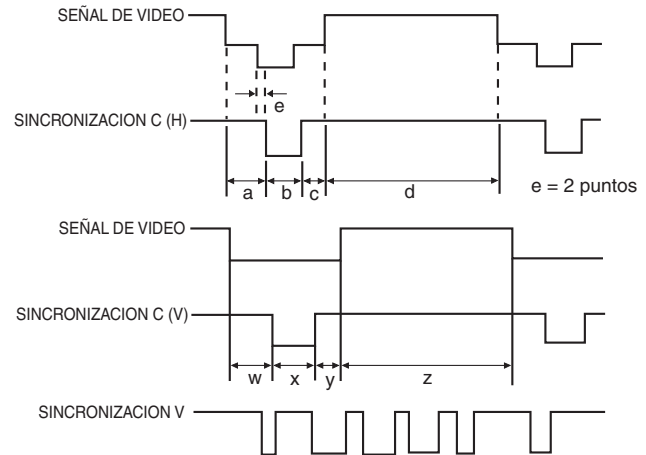 SEÑAL DE VIDEO
e
SINCRONIZACION C (H)
a b c d
e = 2 puntos
SEÑAL DE VIDEO
SINCRONIZACION C (V)
w x y z
SINCRONIZACION V